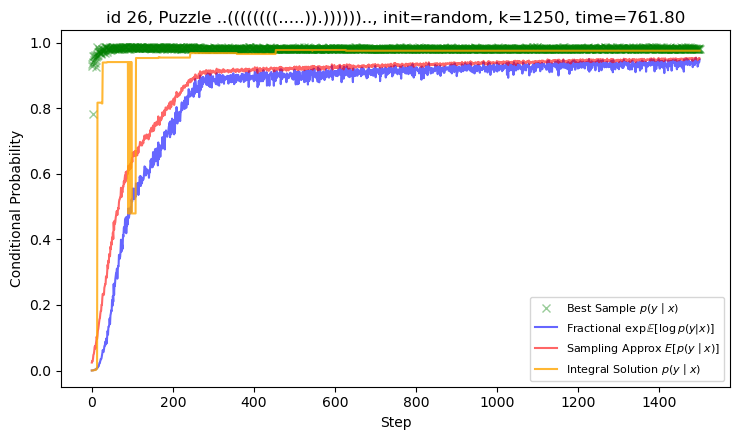 id 26, Puzzle ..((((((((.....)).)))))).., init=random, k=1250, time=761.80
Conditional Probability
1.0
0.8
0.6
0.4
0.2
0.0
Best Sample p(y | x)
Fractional exp𝔼[log p(y|x)]
Sampling Approx E[p(y | x)]
Integral Solution p(y | x)
0 200 400 600 800 1000 1200 1400
Step